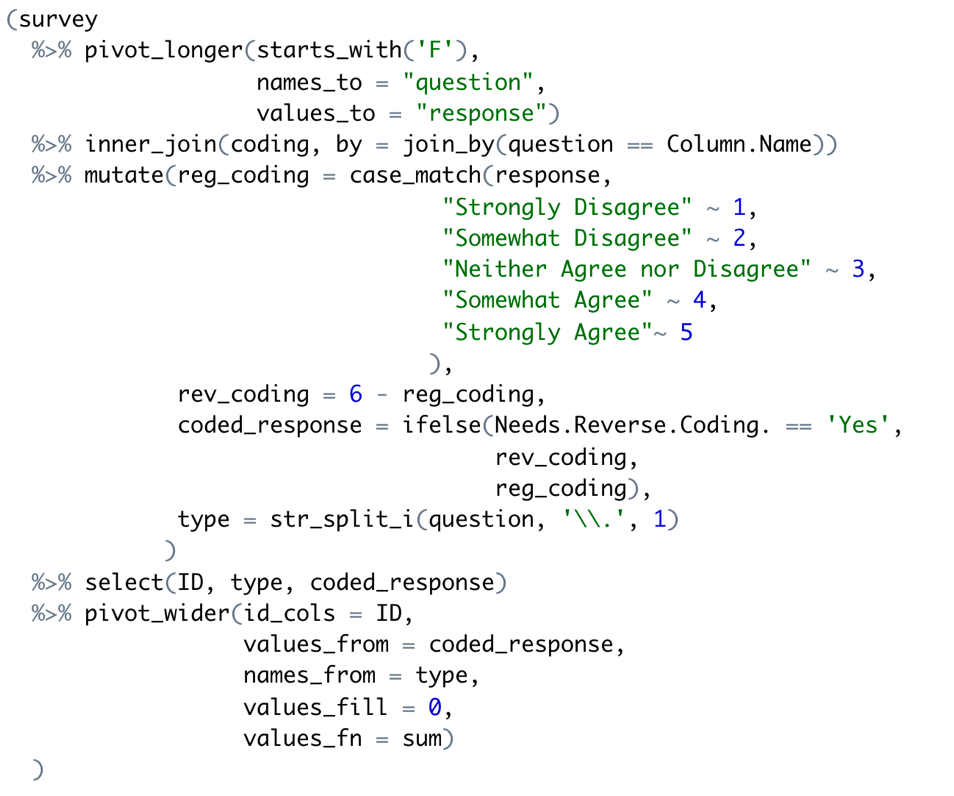 (survey
  %>% pivot_longer(starts_with('F'),
                   names_to = "question",
                   values_to = "response")
  %>% inner_join(coding, by = join_by(question == Column.Name))
  %>% mutate(reg_coding = case_match(response,
                                 "Strongly Disagree" ~ 1,
                                 "Somewhat Disagree" ~ 2,
                                 "Neither Agree nor Disagree" ~ 3,
                                 "Somewhat Agree" ~ 4,
                                 "Strongly Agree"~ 5
                                ),
             rev_coding = 6 - reg_coding,
             coded_response = ifelse(Needs.Reverse.Coding. == 'Yes',
                                     rev_coding,
                                     reg_coding),
             type = str_split_i(question, '\\.', 1)
            )
  %>% select(ID, type, coded_response)
  %>% pivot_wider(id_cols = ID,
                  values_from = coded_response,
                  names_from = type,
                  values_fill = 0,
                  values_fn = sum)
  )